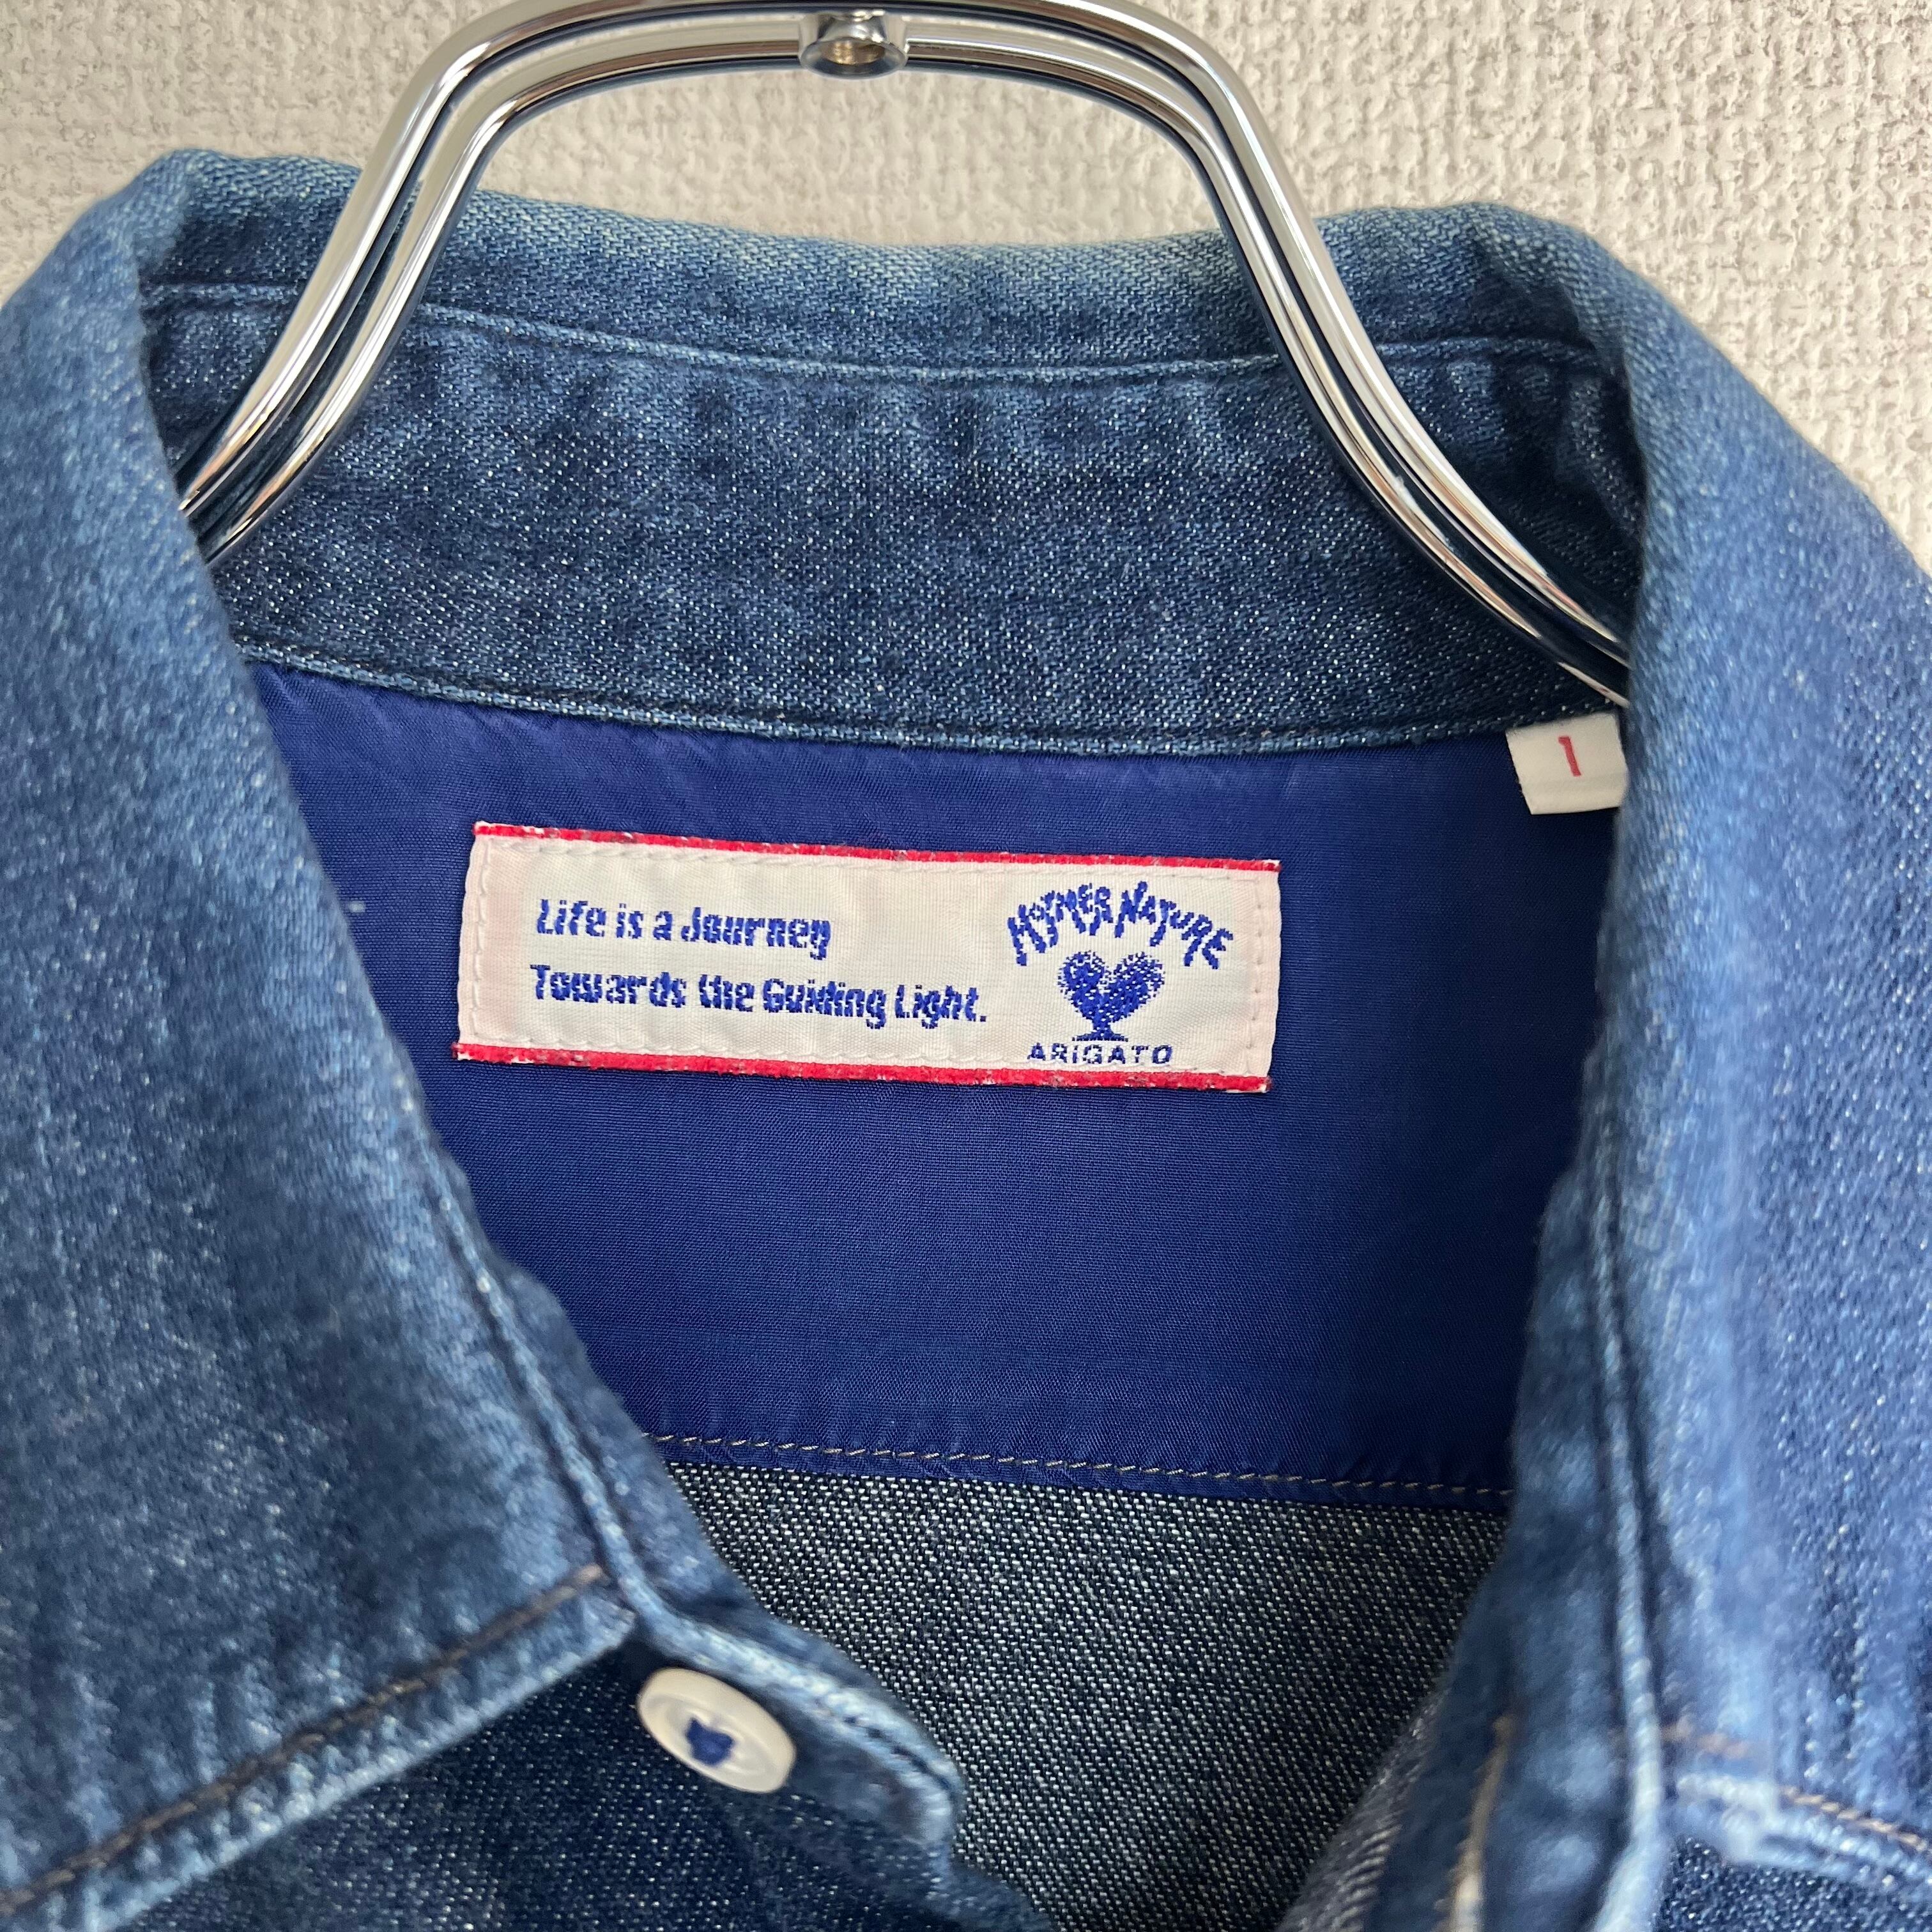 Life is a Journey
Towards the Guiding Light.
MOTHER NATURE
ARIGATO
1